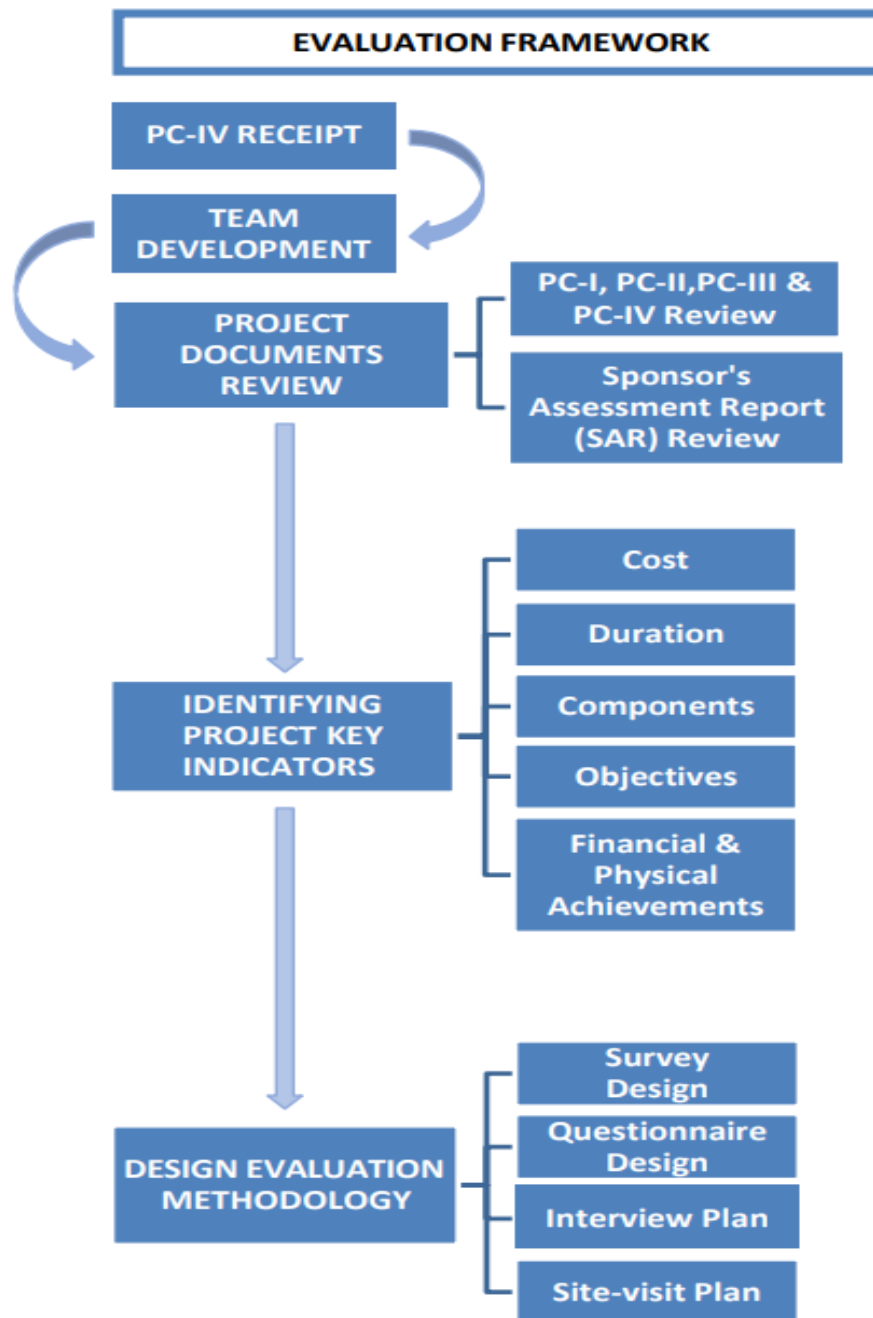 EVALUATION FRAMEWORK
PC-IV RECEIPT
TEAM
DEVELOPMENT
PROJECT
DOCUMENTS
REVIEW
PC-I, PC-II,PC-III &
PC-IV Review
Sponsor's
Assessment Report
(SAR) Review
IDENTIFYING
PROJECT KEY
INDICATORS
Cost
Duration
Components
Objectives
Financial &
Physical
Achievements
DESIGN EVALUATION
METHODOLOGY
Survey
Design
Questionnaire
Design
Interview Plan
Site-visit Plan